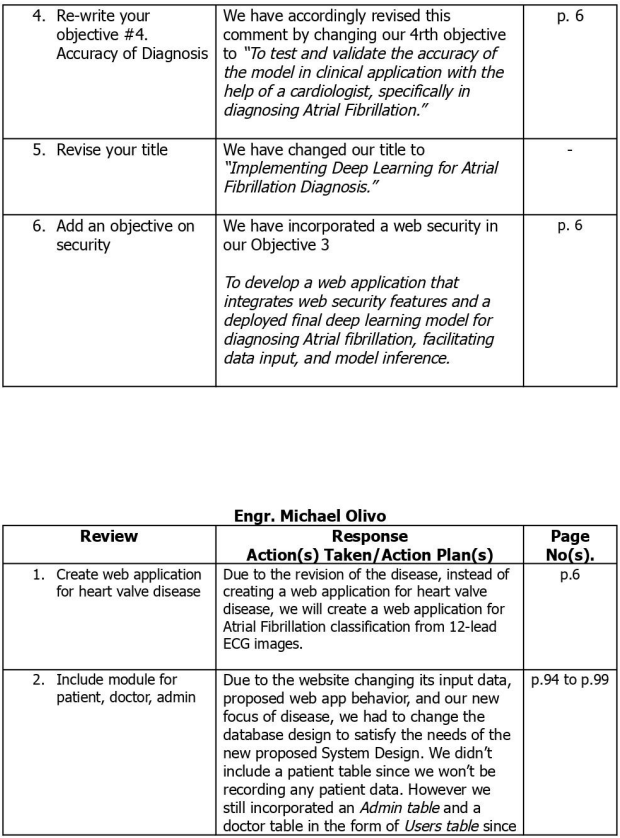 4. Re-write your
objective #4.
Accuracy of Diagnosis
We have accordingly revised this
comment by changing our 4rth objective
to “To test and validate the accuracy of
the model in clinical application with the
help of a cardiologist, specifically in
diagnosing Atrial Fibrillation.”
p. 6
5. Revise your title
We have changed our title to
“Implementing Deep Learning for Atrial
Fibrillation Diagnosis.”
-
6. Add an objective on
security
We have incorporated a web security in
our Objective 3
To develop a web application that
integrates web security features and a
deployed final deep learning model for
diagnosing Atrial fibrillation, facilitating
data input, and model inference.
p. 6
Engr. Michael Olivo
Review
Response
Action(s) Taken/Action Plan(s)
Page
No(s).
1. Create web application
for heart valve disease
Due to the revision of the disease, instead of
creating a web application for heart valve
disease, we will create a web application for
Atrial Fibrillation classification from 12-lead
ECG images.
p.6
2. Include module for
patient, doctor, admin
Due to the website changing its input data,
proposed web app behavior, and our new
focus of disease, we had to change the
database design to satisfy the needs of the
new proposed System Design. We didn’t
include a patient table since we won’t be
recording any patient data. However we
still incorporated an Admin table and a
doctor table in the form of Users table since
p.94 to p.99